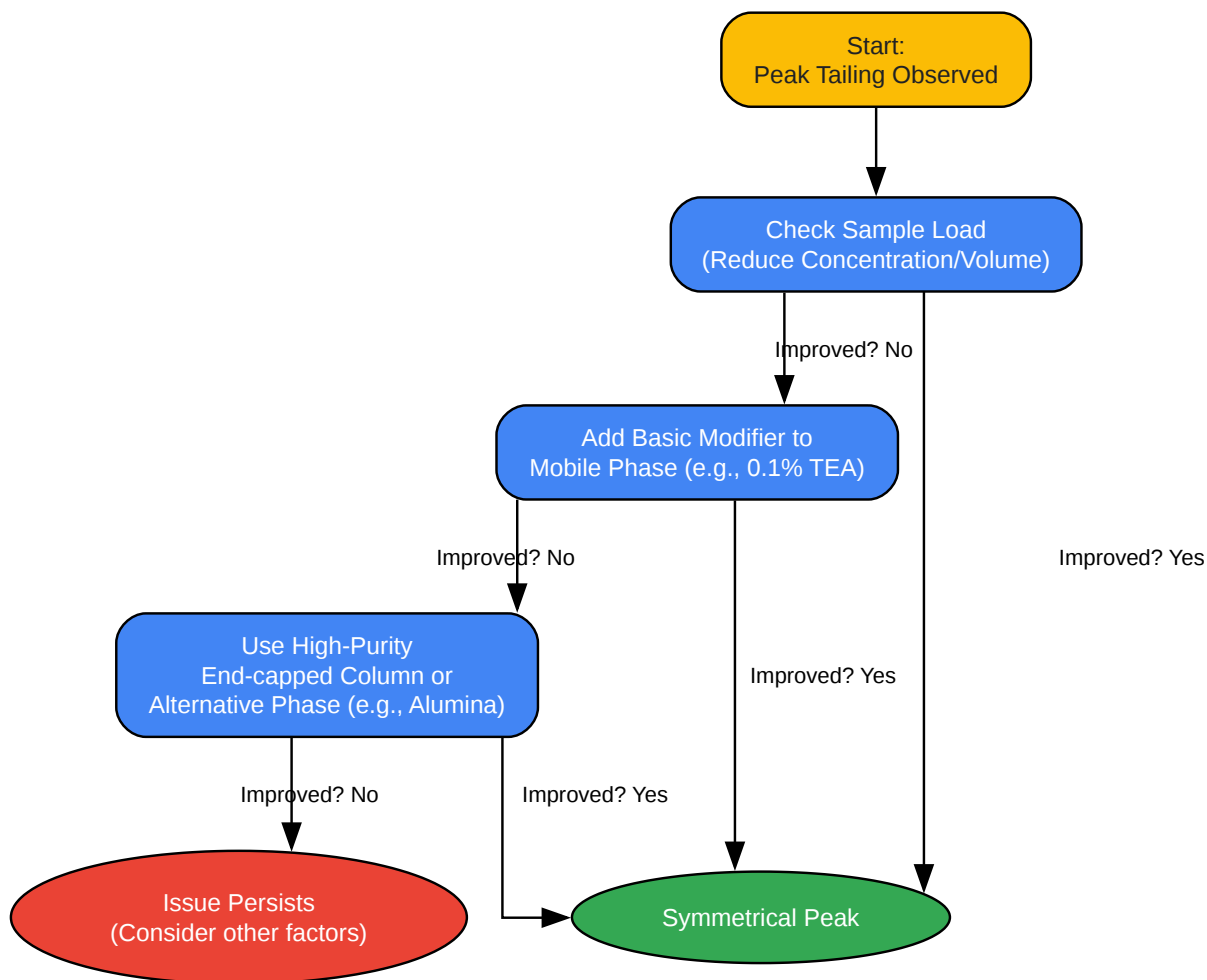 Start:
Peak Tailing Observed
Check Sample Load
(Reduce Concentration/Volume)
Improved? No
Add Basic Modifier to
Mobile Phase (e.g., 0.1% TEA)
Improved? No
Improved? Yes
Use High-Purity
End-capped Column or
Alternative Phase (e.g., Alumina)
Improved? Yes
Improved? No
Improved? Yes
Issue Persists
(Consider other factors)
Symmetrical Peak